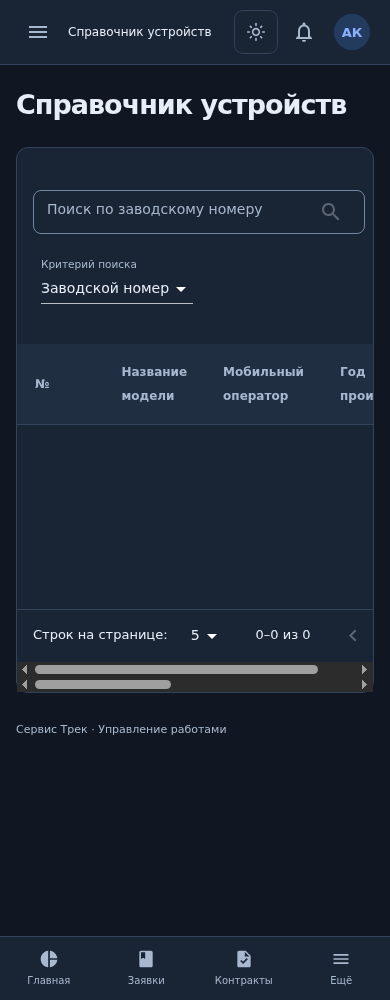 Справочник устройств
АК
Справочник устройств
Поиск по заводскому номеру
Критерий поиска
Заводской номер
№
Название модели
Мобильный оператор
Год прои
Строк на странице: 5 0–0 из 0
Сервис Трек · Управление работами
Главная Заявки Контракты Ещё